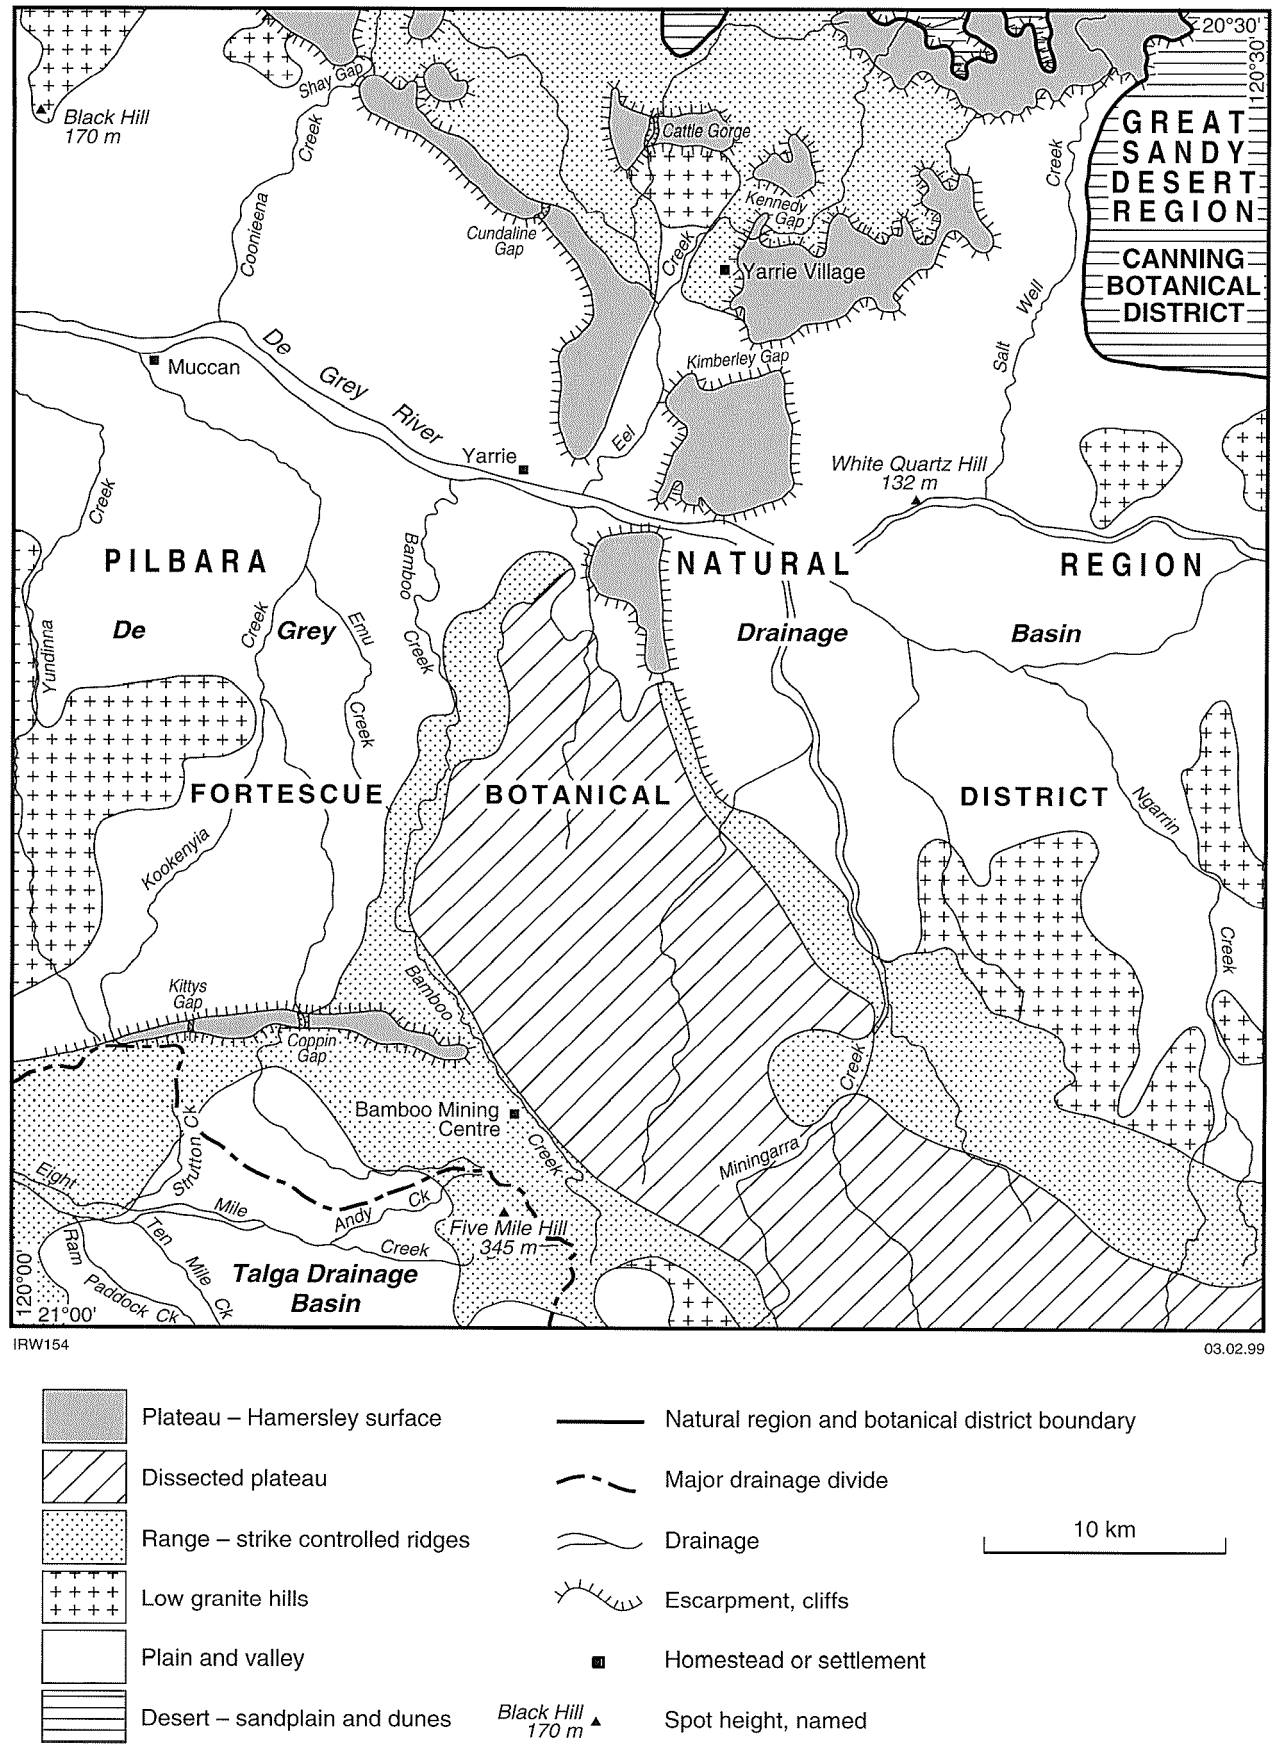 20°30'
120°30'
Shay Gap
Black Hill
170 m
Cattle Gorge
GREAT
SANDY
DESERT
REGION
Creek
Creek
Coonieena
Cundaline
Gap
Kennedy
Gap
Creek
Yarrie Village
CANNING
BOTANICAL
DISTRICT
Salt Well
De Grey River
Muccan
Kimberley Gap
Eel
Yarrie
White Quartz Hill
132 m
Creek
Bamboo
Creek
PILBARA NATURAL REGION
Yundinna
De Grey Drainage Basin
Creek
Emu
Creek
FORTESCUE BOTANICAL DISTRICT
Ngarrin
Creek
Kookenyia
Kittys
Gap
Bamboo
Coppin
Gap
Creek
Bamboo Mining
Centre
Creek
Miningarra
Strutton Ck
Eight Mile Creek
Andy Ck
Five Mile Hill
345 m
Ram Paddock Ck
Ten Mile Ck
Talga Drainage
Basin
120°00'
21°00'
IRW154
03.02.99
Plateau – Hamersley surface
Natural region and botanical district boundary
Dissected plateau
Major drainage divide
Range – strike controlled ridges
Drainage
10 km
Low granite hills
Escarpment, cliffs
Plain and valley
Homestead or settlement
Desert – sandplain and dunes
Black Hill
170 m
Spot height, named